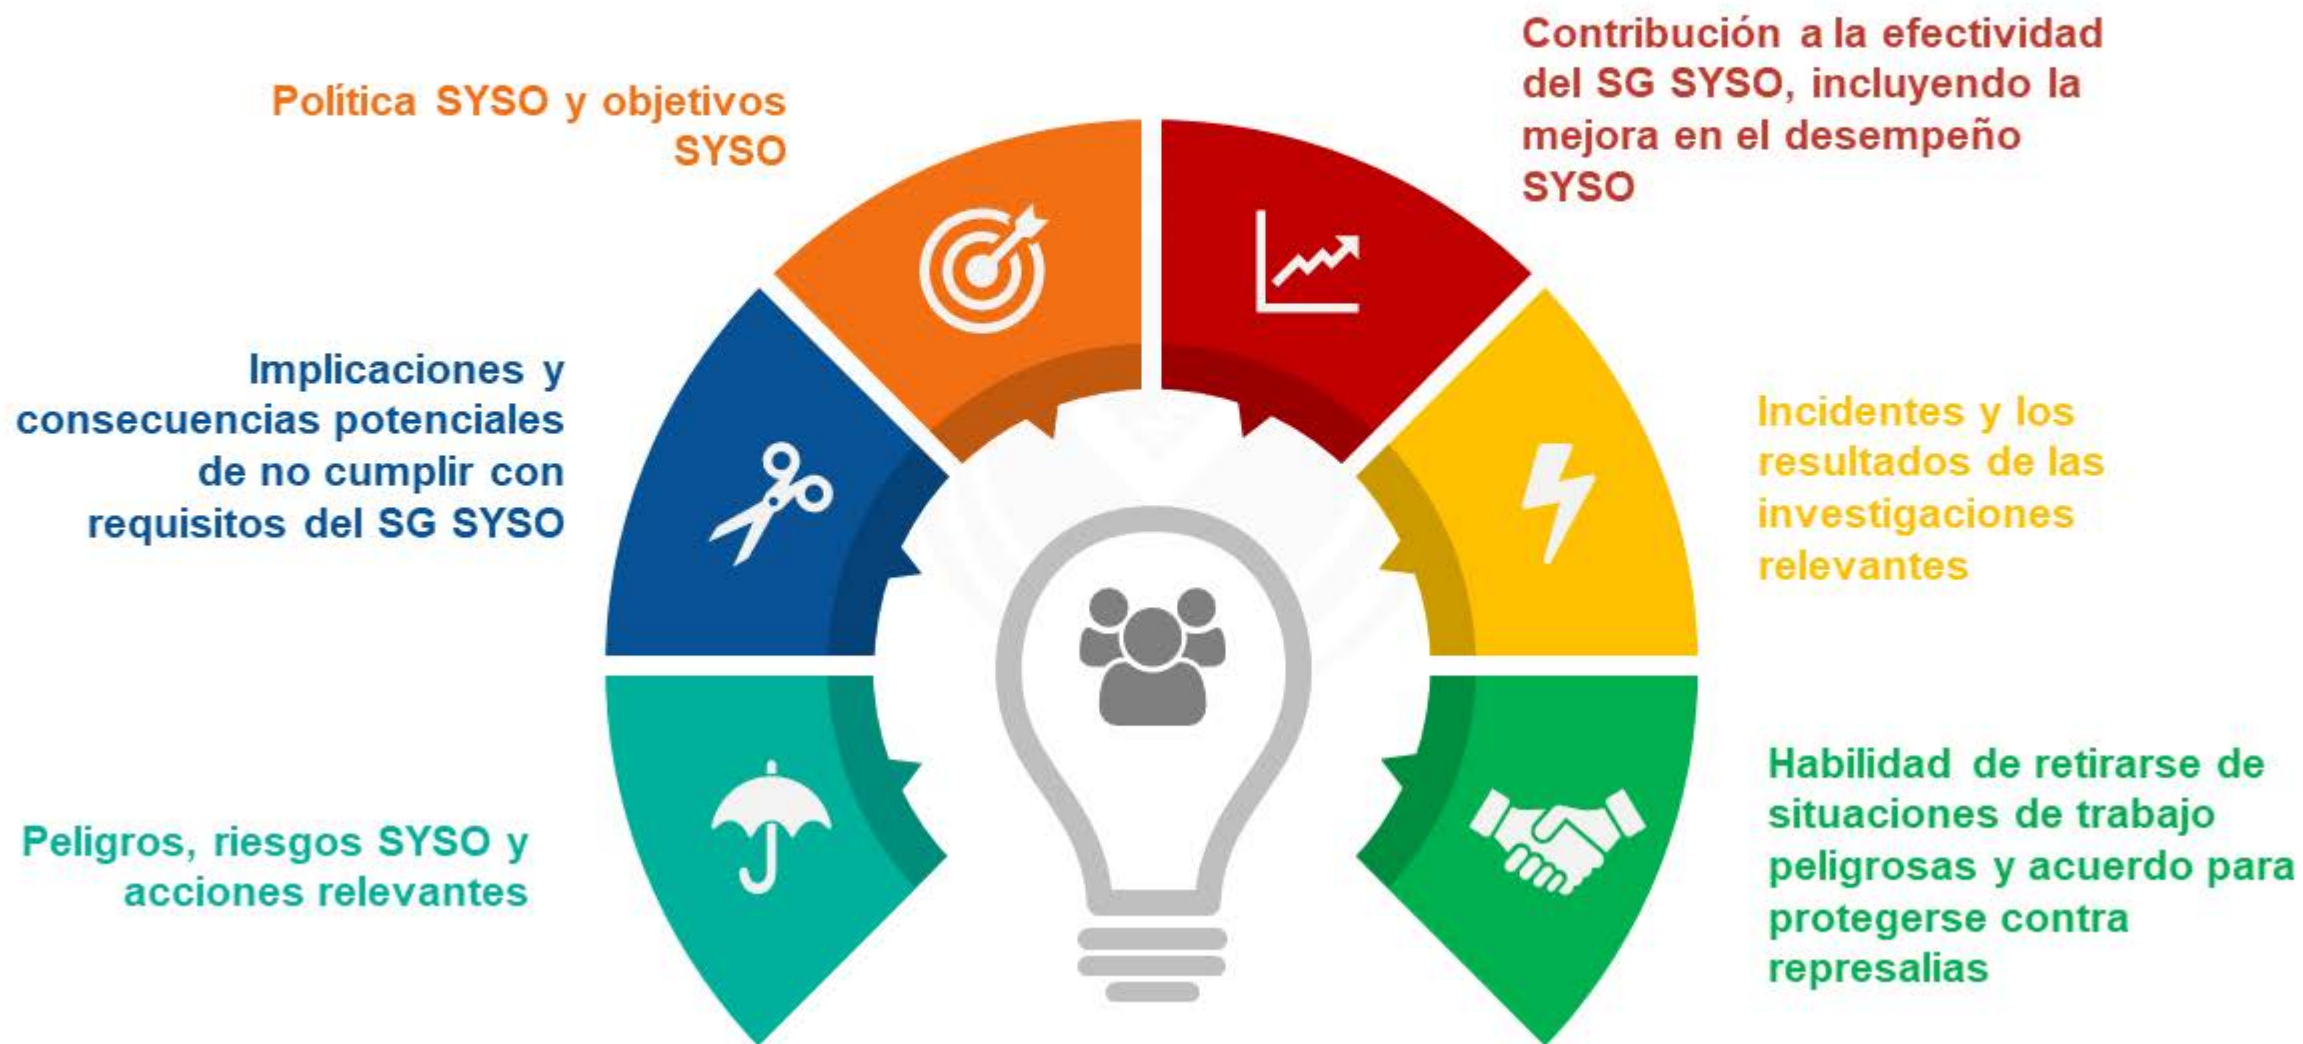 Política SYSO y objetivos
SYSO
Contribución a la efectividad
del SG SYSO, incluyendo la
mejora en el desempeño
SYSO
Implicaciones y
consecuencias potenciales
de no cumplir con
requisitos del SG SYSO
Incidentes y los
resultados de las
investigaciones
relevantes
Peligros, riesgos SYSO y
acciones relevantes
Habilidad de retirarse de
situaciones de trabajo
peligrosas y acuerdo para
protegerse contra
represalias